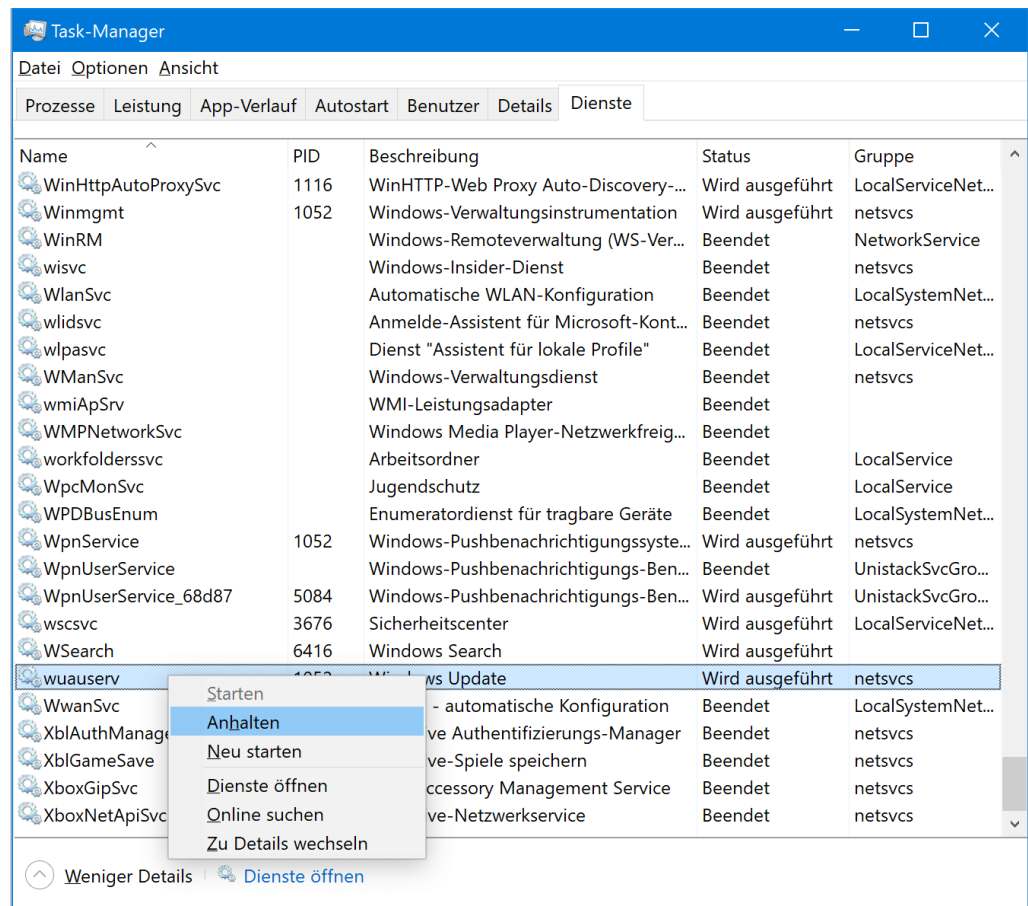 Task-Manager
Datei Optionen Ansicht
Prozesse Leistung App-Verlauf Autostart Benutzer Details Dienste
Name PID Beschreibung Status Gruppe
WinHttpAutoProxySvc 1116 WinHTTP-Web Proxy Auto-Discovery-... Wird ausgeführt LocalServiceNet...
Winmgmt 1052 Windows-Verwaltungsinstrumentation Wird ausgeführt netsvcs
WinRM Windows-Remoteverwaltung (WS-Ver... Beendet NetworkService
wisvc Windows-Insider-Dienst Beendet netsvcs
WlanSvc Automatische WLAN-Konfiguration Beendet LocalSystemNet...
wlidsvc Anmelde-Assistent für Microsoft-Kont... Beendet netsvcs
wlpasvc Dienst "Assistent für lokale Profile" Beendet LocalServiceNet...
WManSvc Windows-Verwaltungsdienst Beendet netsvcs
wmiApSrv WMI-Leistungsadapter Beendet
WMPNetworkSvc Windows Media Player-Netzwerkfreig... Beendet
workfolderssvc Arbeitsordner Beendet LocalService
WpcMonSvc Jugendschutz Beendet LocalService
WPDBusEnum Enumeratordienst für tragbare Geräte Beendet LocalSystemNet...
WpnService 1052 Windows-Pushbenachrichtigungssyste... Wird ausgeführt netsvcs
WpnUserService Windows-Pushbenachrichtigungs-Ben... Beendet UnistackSvcGro...
WpnUserService_68d87 5084 Windows-Pushbenachrichtigungs-Ben... Wird ausgeführt UnistackSvcGro...
wscsvc 3676 Sicherheitscenter Wird ausgeführt LocalServiceNet...
WSearch 6416 Windows Search Wird ausgeführt
wuauserv Update Wird ausgeführt netsvcs
WwanSvc - automatische Konfiguration Beendet LocalSystemNet...
XblAuthManage ve Authentifizierungs-Manager Beendet netsvcs
XblGameSave ve-Spiele speichern Beendet netsvcs
XboxGipSvc ccessory Management Service Beendet netsvcs
XboxNetApiSvc ve-Netzwerkservice Beendet netsvcs
Starten
Anhalten
Neu starten
Dienste öffnen
Online suchen
Zu Details wechseln
Weniger Details Dienste öffnen